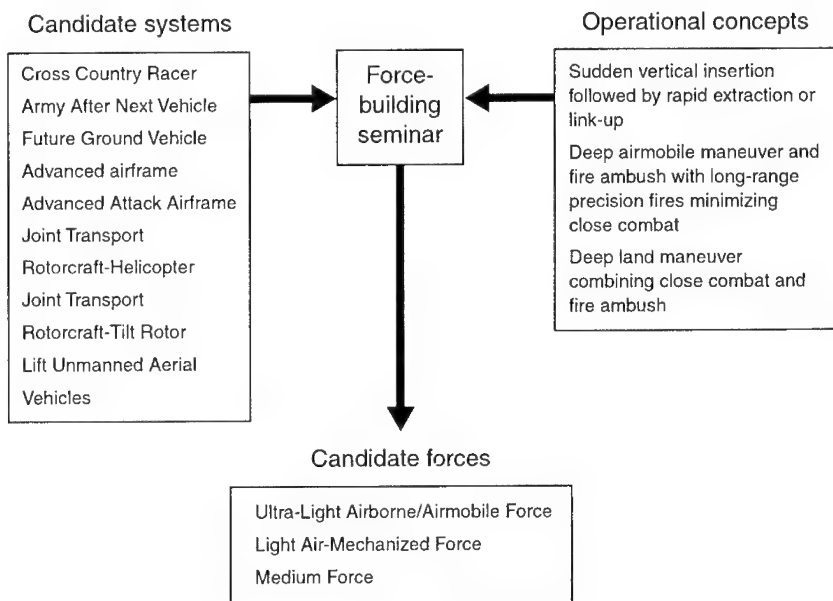 Candidate systems
Cross Country Racer
Army After Next Vehicle
Future Ground Vehicle
Advanced airframe
Advanced Attack Airframe
Joint Transport
Rotorcraft-Helicopter
Joint Transport
Rotorcraft-Tilt Rotor
Lift Unmanned Aerial
Vehicles
Force-
building
seminar
Operational concepts
Sudden vertical insertion
followed by rapid extraction or
link-up
Deep airmobile maneuver and
fire ambush with long-range
precision fires minimizing
close combat
Deep land maneuver
combining close combat and
fire ambush
Candidate forces
Ultra-Light Airborne/Airmobile Force
Light Air-Mechanized Force
Medium Force